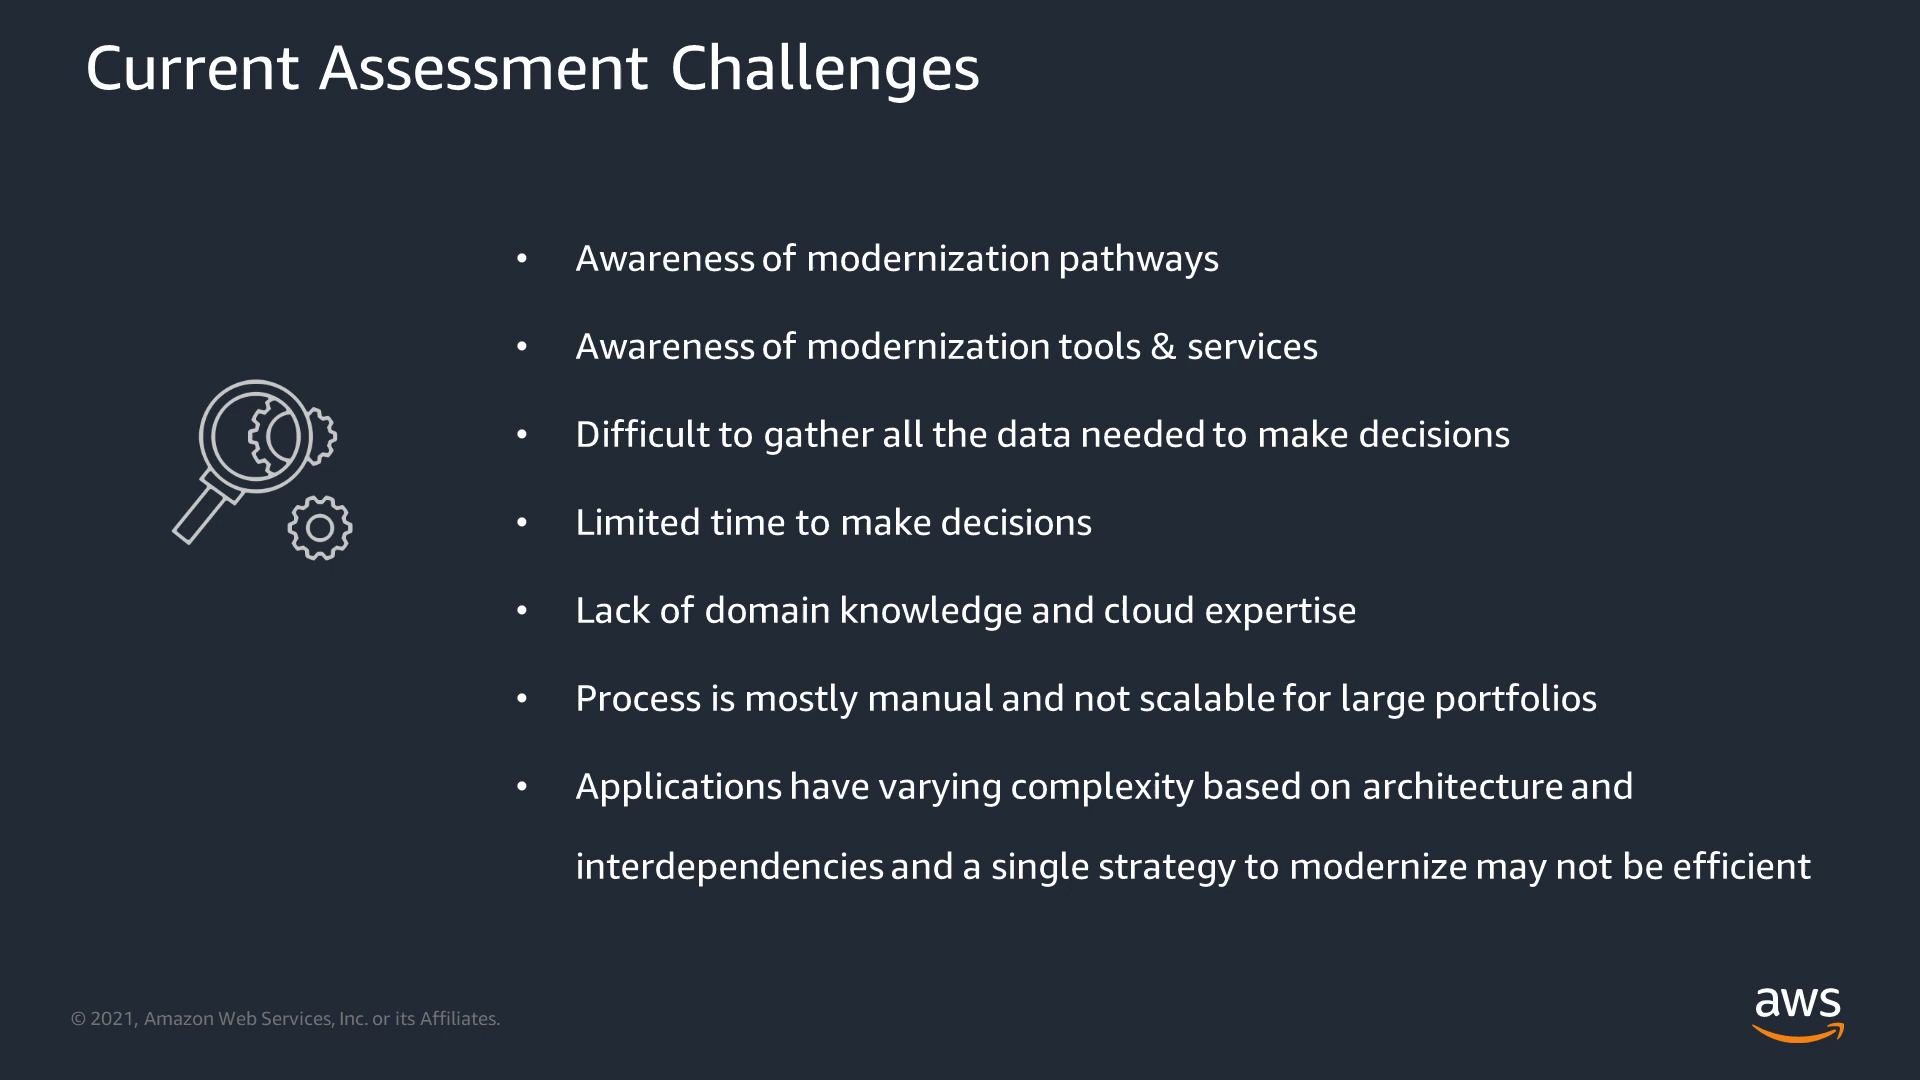 Current Assessment Challenges
• Awareness of modernization pathways
• Awareness of modernization tools & services
• Difficult to gather all the data needed to make decisions
• Limited time to make decisions
• Lack of domain knowledge and cloud expertise
• Process is mostly manual and not scalable for large portfolios
• Applications have varying complexity based on architecture and
interdependencies and a single strategy to modernize may not be efficient
© 2021, Amazon Web Services, Inc. or its Affiliates.
aws